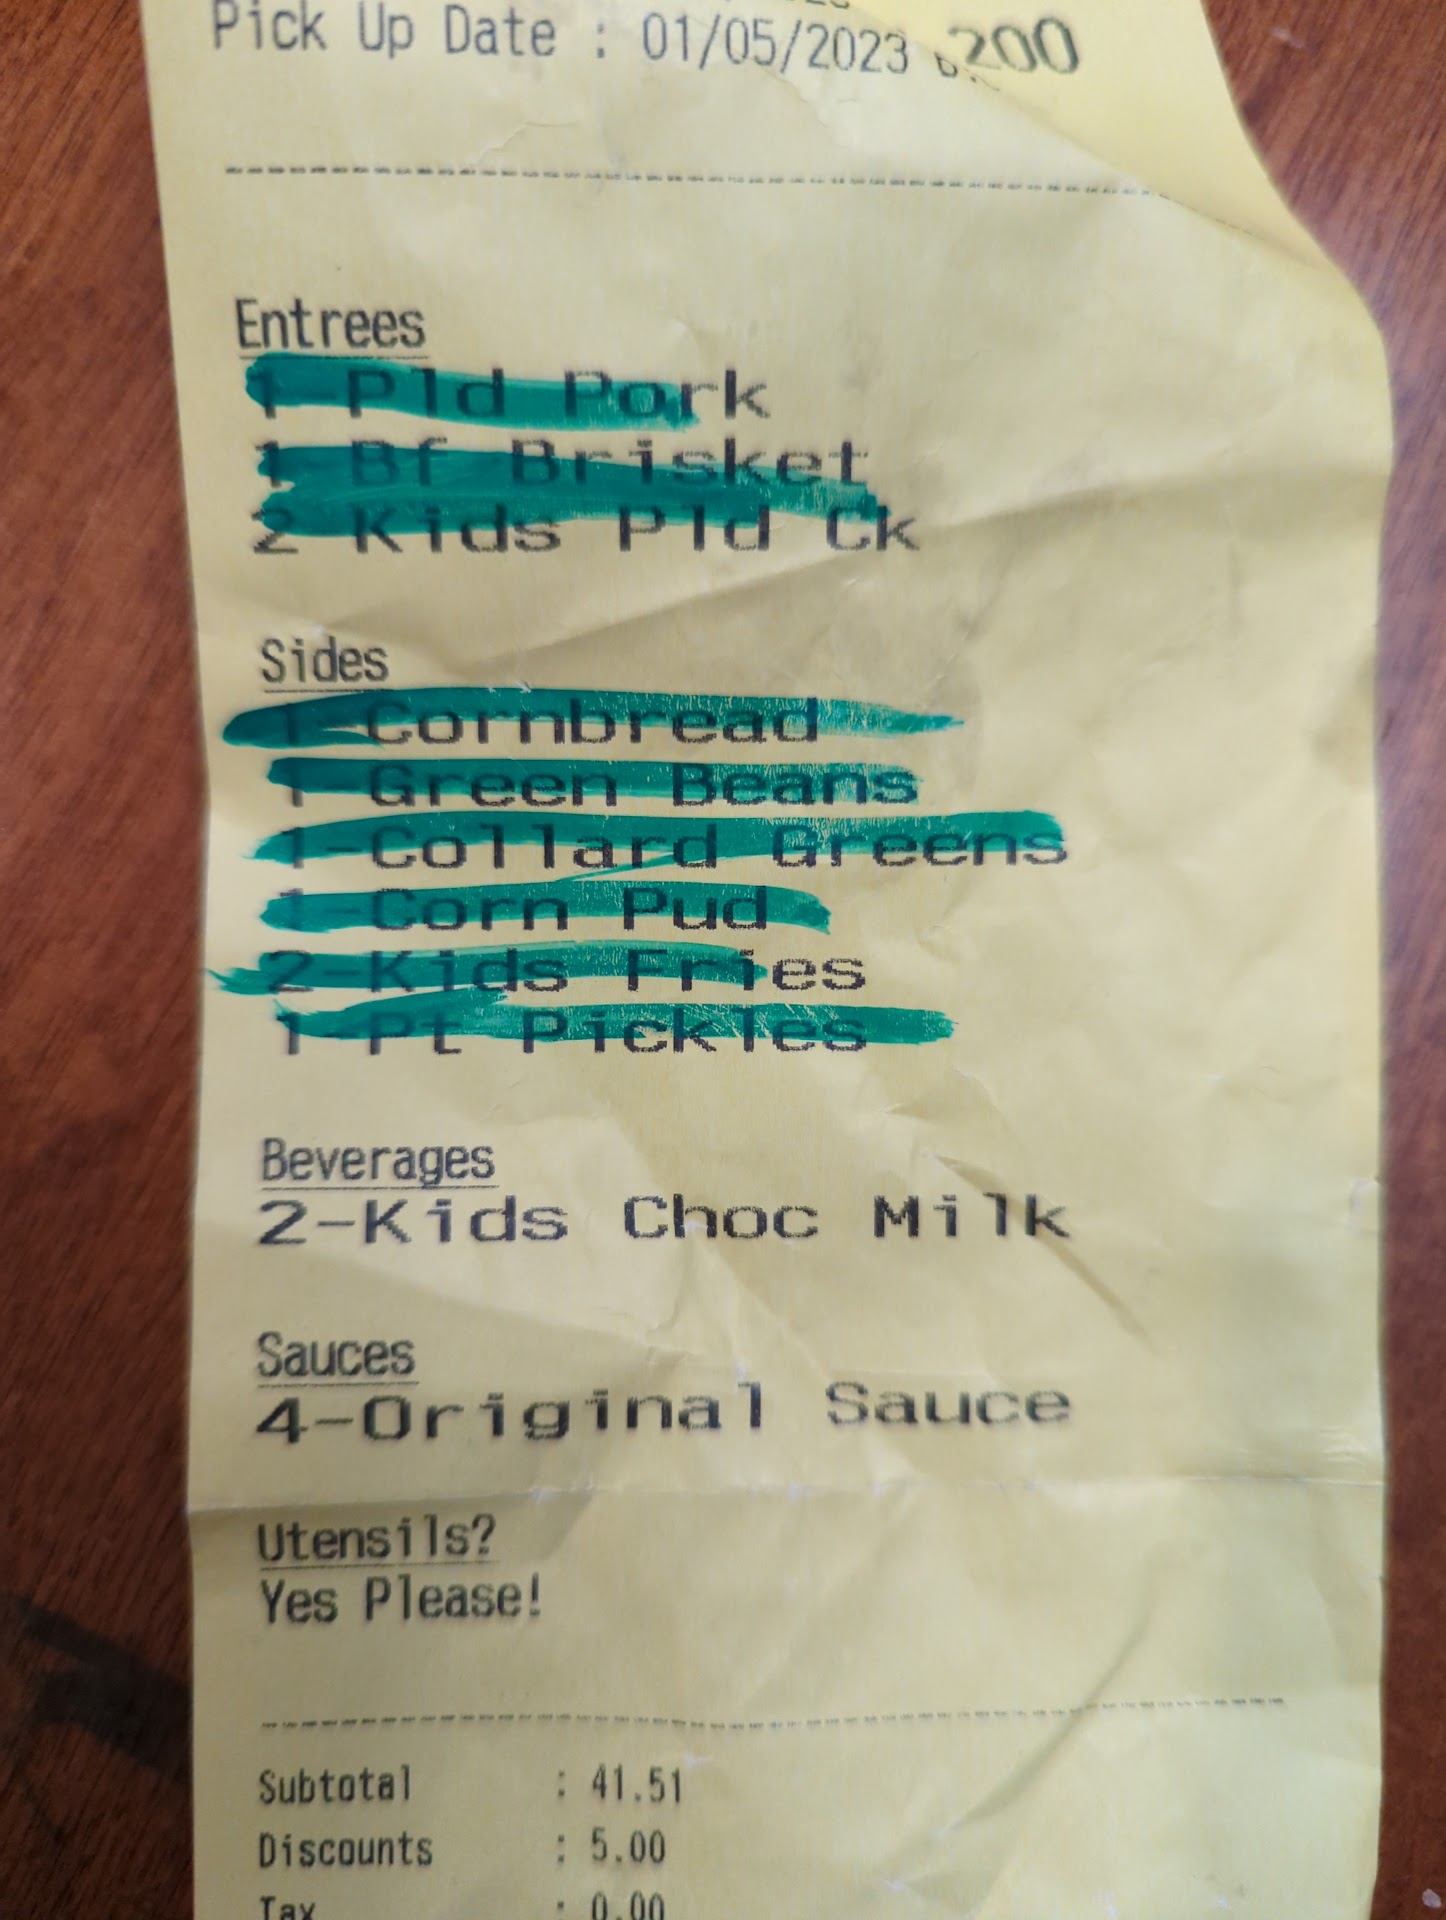 Pick Up Date : 01/05/2023
200
Entrees
1-Pld Pork
1-Bf Brisket
2-Kids Pld Ck
Sides
1-Cornbread
1-Green Beans
1-Collard Greens
1-Corn Pud
2-Kids Fries
1-Pt Pickles
Beverages
2-Kids Choc Milk
Sauces
4-Original Sauce
Utensils?
Yes Please!
Subtotal : 41.51
Discounts : 5.00
Tax : 0.00